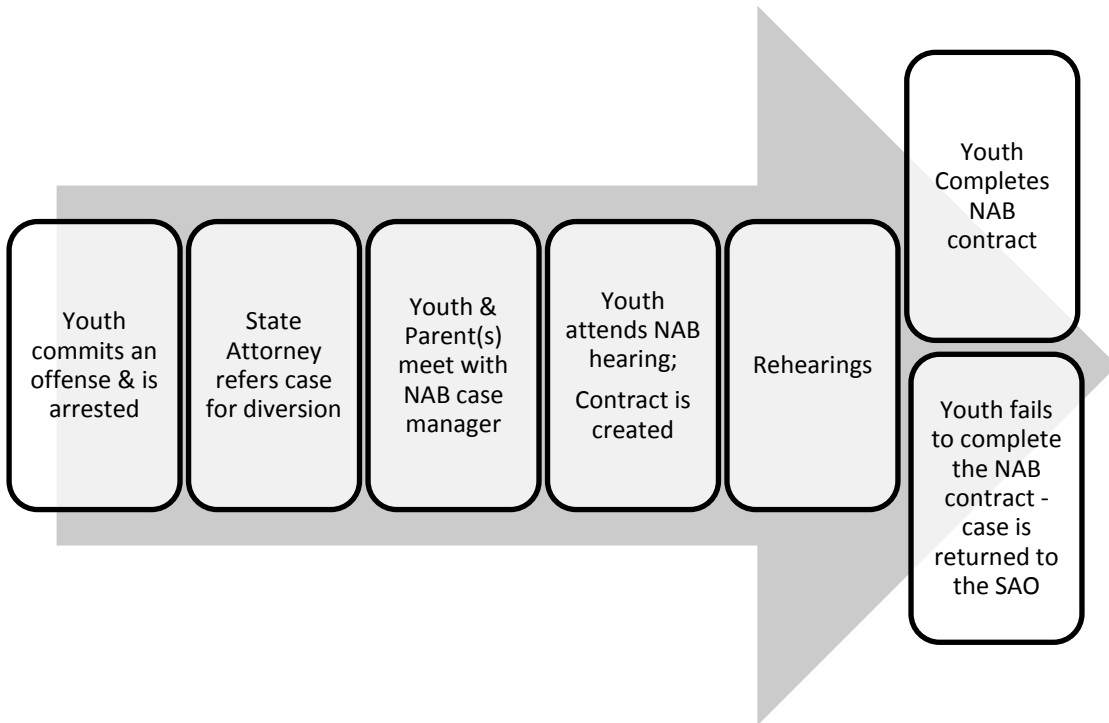 Youth
commits an
offense & is
arrested
State
Attorney
refers case
for diversion
Youth &
Parent(s)
meet with
NAB case
manager
Youth
attends NAB
hearing;
Contract is
created
Rehearings
Youth
Completes
NAB
contract
Youth fails
to complete
the NAB
contract -
case is
returned to
the SAO